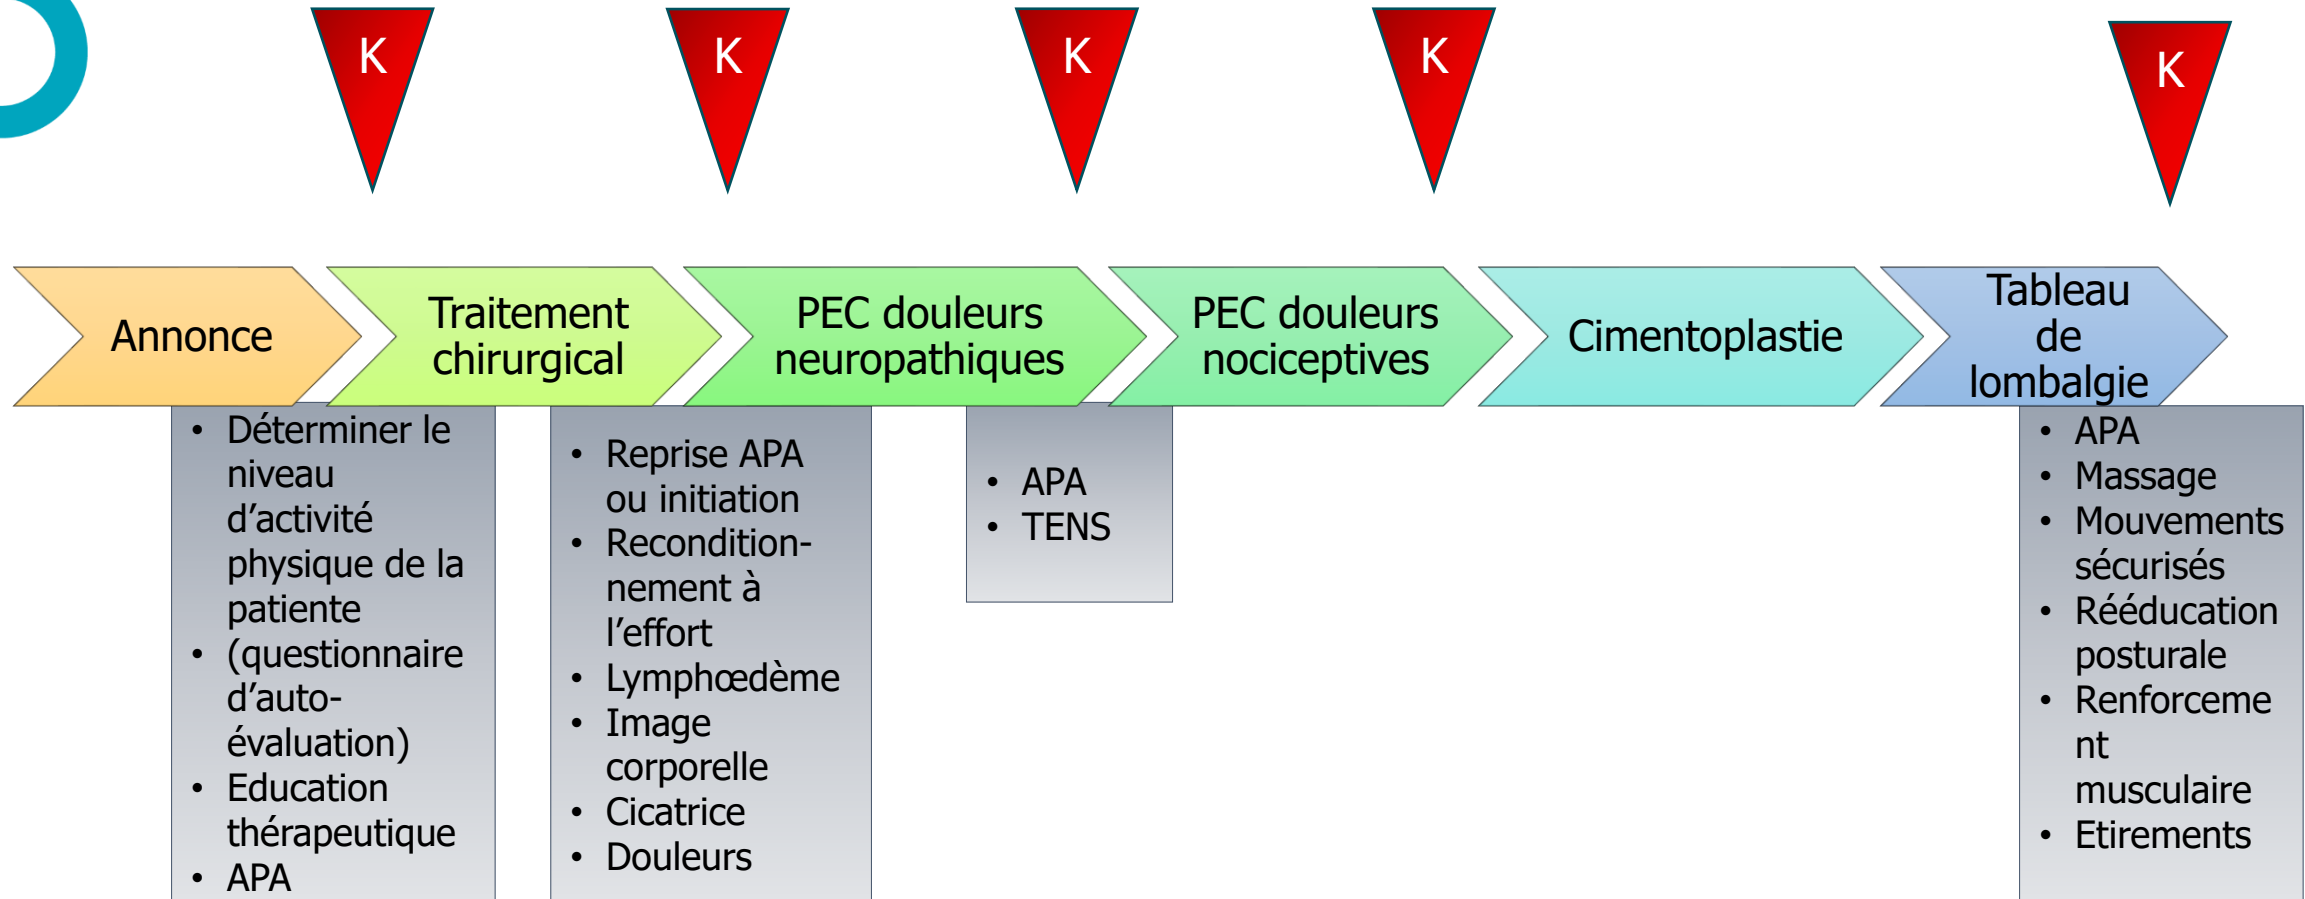 K
K
K
K
K
Annonce
Traitement
chirurgical
PEC douleurs
neuropathiques
PEC douleurs
nociceptives
Cimentoplastie
Tableau
de
lombalgie
• Déterminer le
niveau
d’activité
physique de la
patiente
• (questionnaire
d’auto-
évaluation)
• Education
thérapeutique
• APA
• Reprise APA
ou initiation
• Recondition-
nement à
l’effort
• Lymphœdème
• Image
corporelle
• Cicatrice
• Douleurs
• APA
• TENS
• APA
• Massage
• Mouvements
sécurisés
• Rééducation
posturale
• Renforceme
nt
musculaire
• Etirements